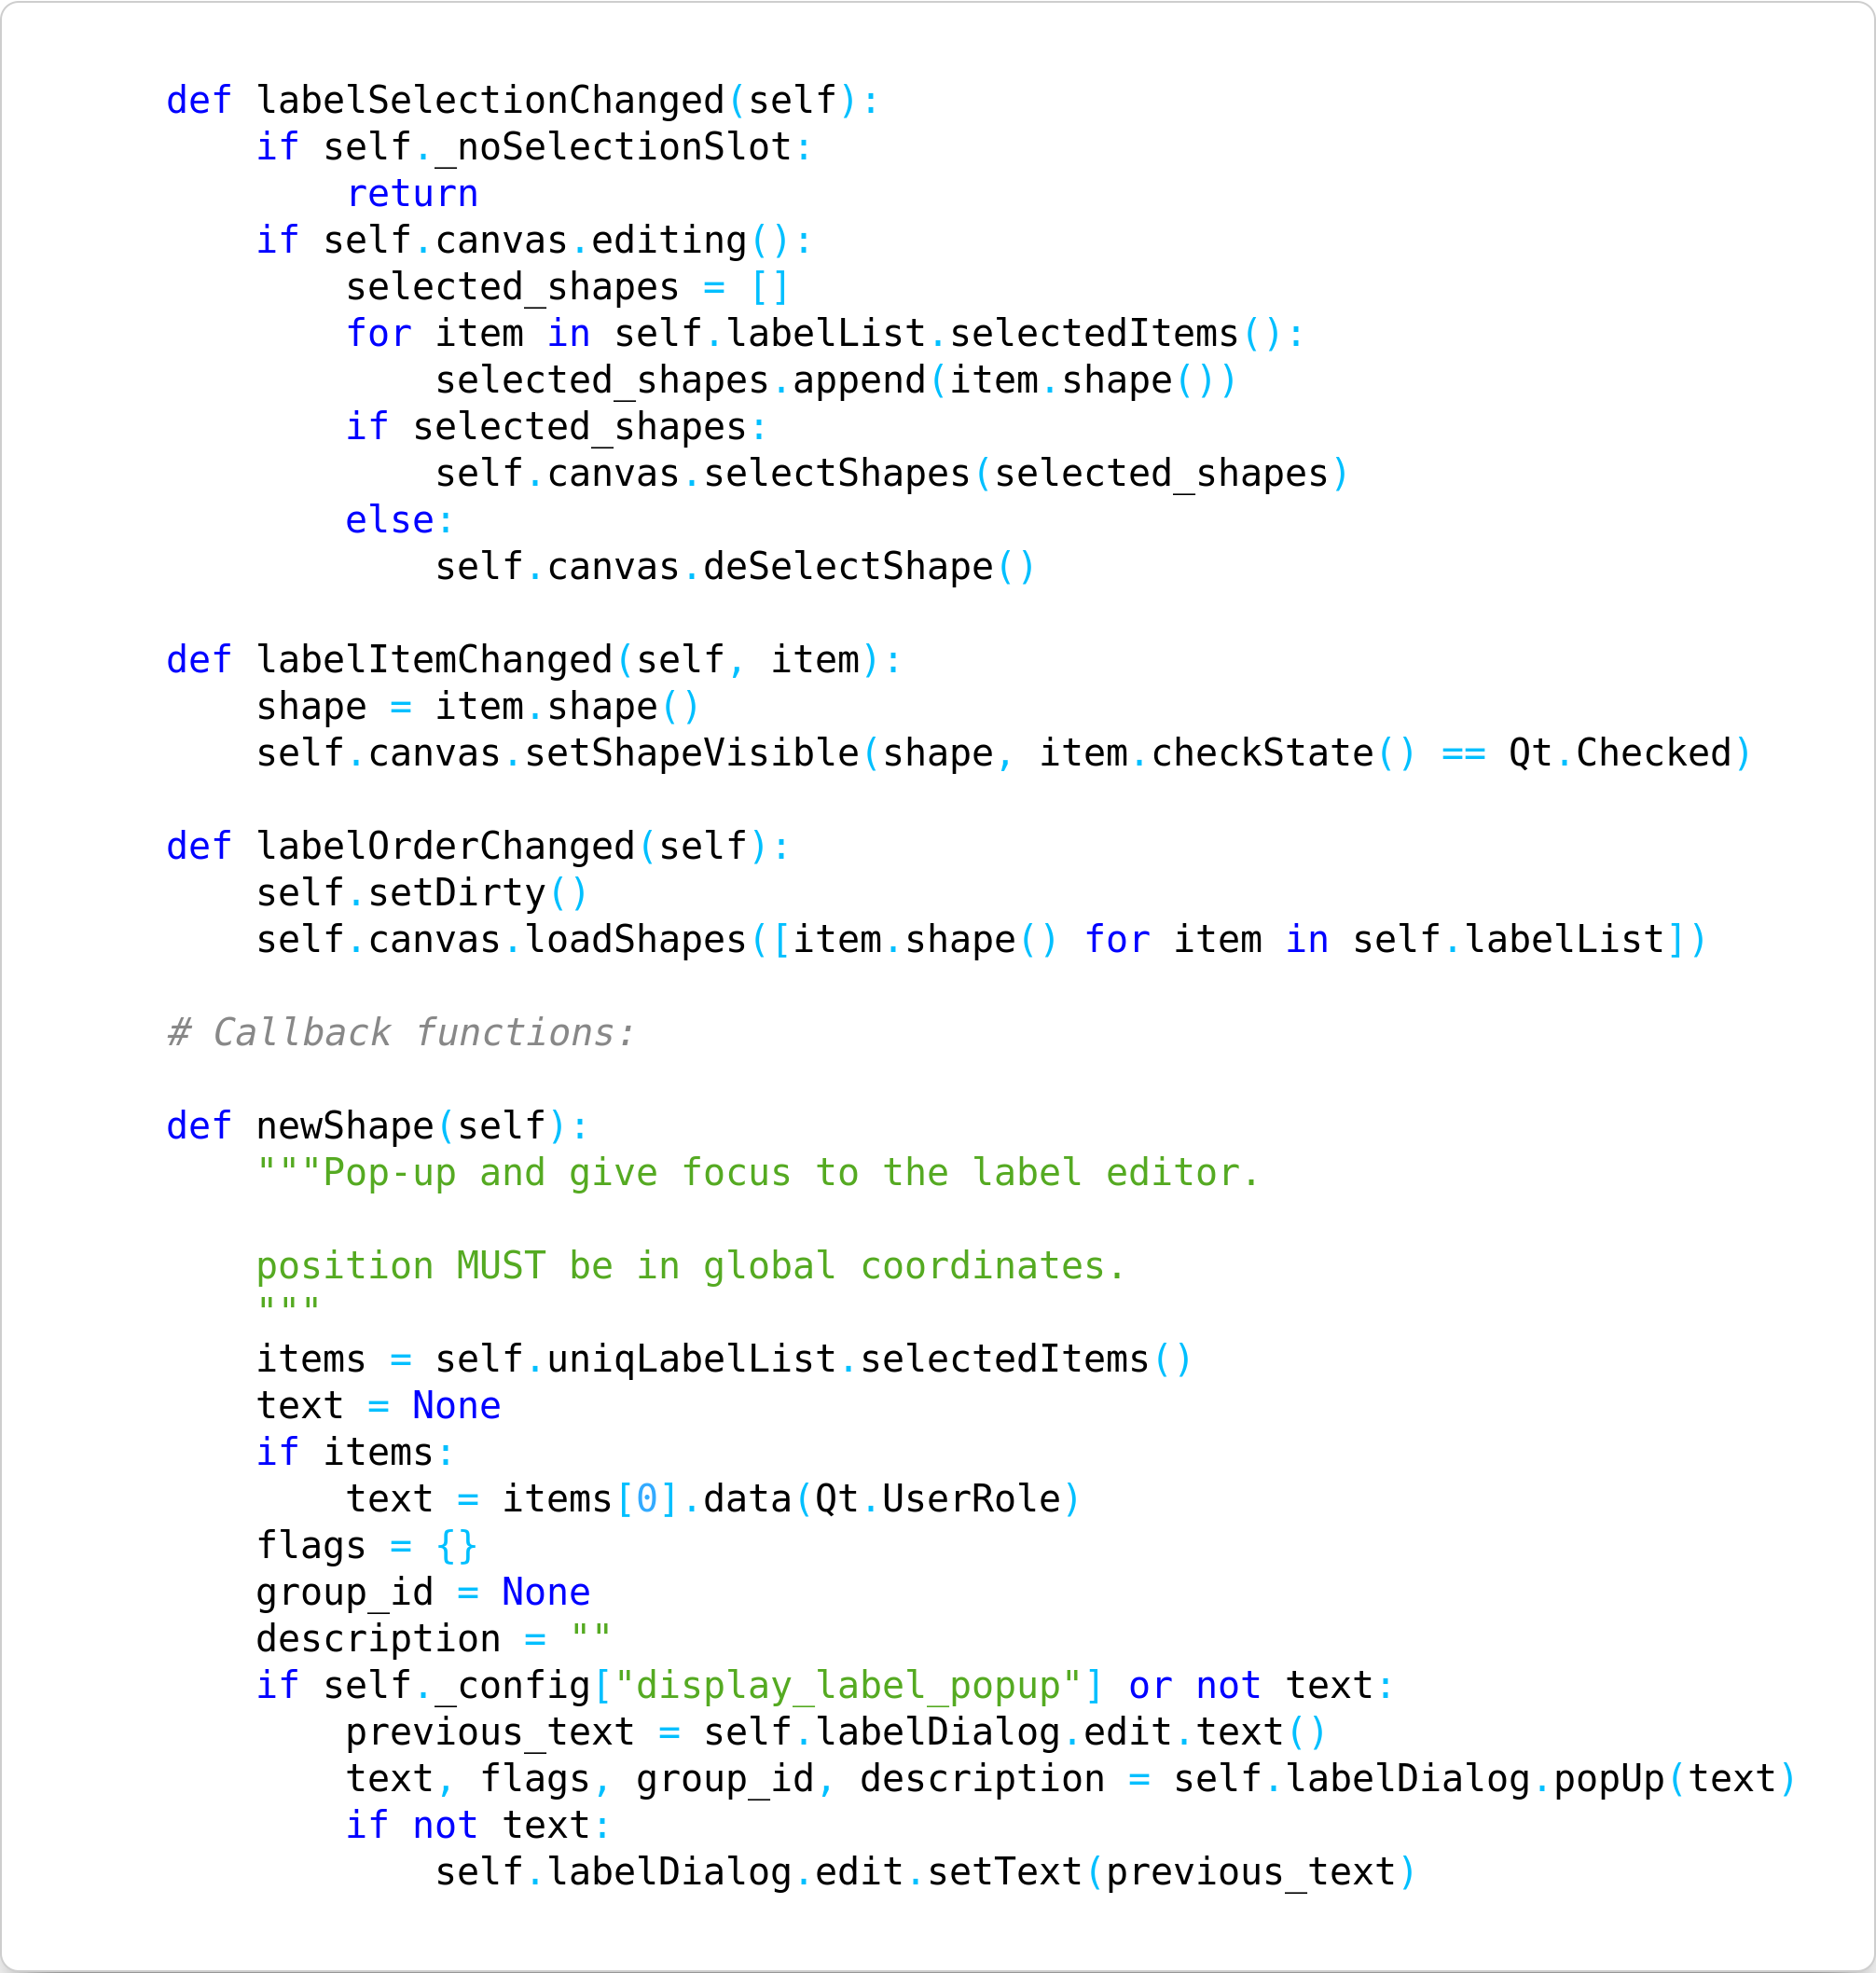 def labelSelectionChanged(self):
    if self._noSelectionSlot:
        return
    if self.canvas.editing():
        selected_shapes = []
        for item in self.labelList.selectedItems():
            selected_shapes.append(item.shape())
        if selected_shapes:
            self.canvas.selectShapes(selected_shapes)
        else:
            self.canvas.deSelectShape()

def labelItemChanged(self, item):
    shape = item.shape()
    self.canvas.setShapeVisible(shape, item.checkState() == Qt.Checked)

def labelOrderChanged(self):
    self.setDirty()
    self.canvas.loadShapes([item.shape() for item in self.labelList])

# Callback functions:

def newShape(self):
    """Pop-up and give focus to the label editor.

    position MUST be in global coordinates.
    """
    items = self.uniqLabelList.selectedItems()
    text = None
    if items:
        text = items[0].data(Qt.UserRole)
    flags = {}
    group_id = None
    description = ""
    if self._config["display_label_popup"] or not text:
        previous_text = self.labelDialog.edit.text()
        text, flags, group_id, description = self.labelDialog.popUp(text)
        if not text:
            self.labelDialog.edit.setText(previous_text)